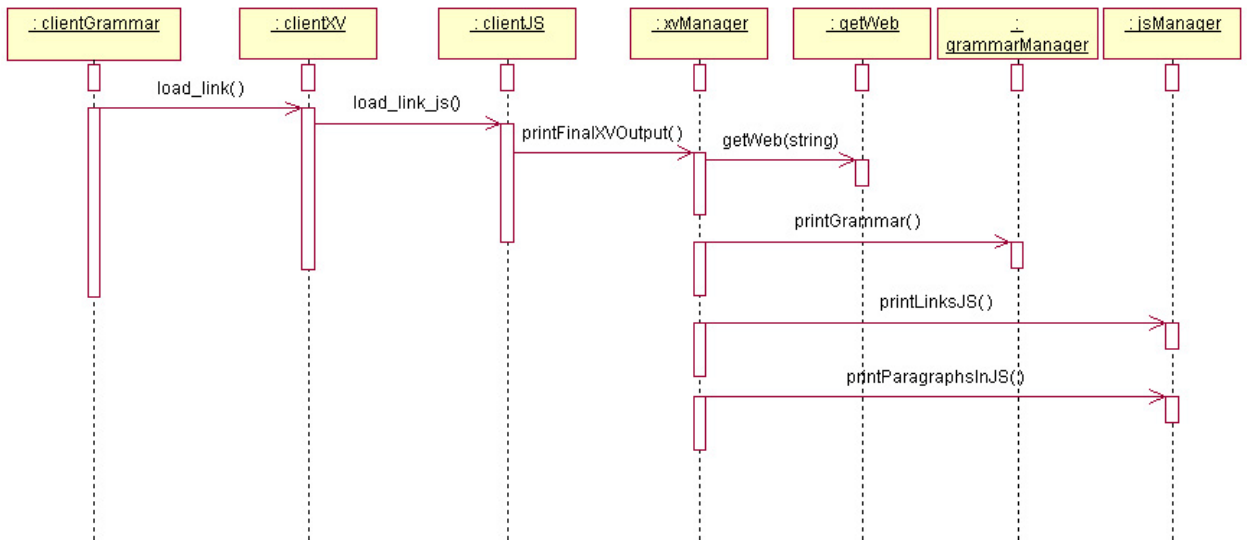 : clientGrammar
: clientXV
: clientJS
: xvManager
: getWeb
:
grammarManager
: jsManager
load_link( )
load_link_js()
printFinalXVOutput( )
getWeb(string)
printGrammar( )
printLinksJS( )
printParagraphsInJS( )